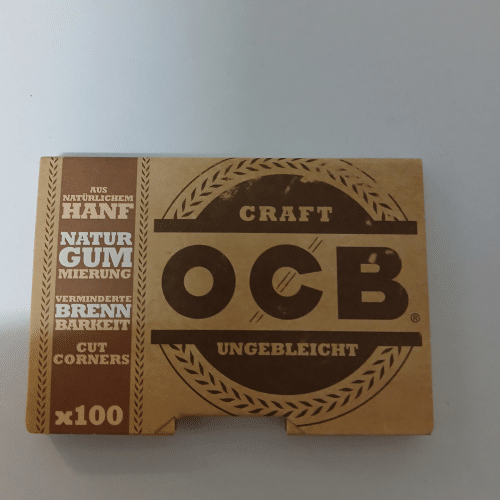 AUS
NATÜRLICHEM
HANF
NATUR
GUM
MIERUNG
VERMINDERTE
BRENN
BARKEIT
CUT
CORNERS
x100
CRAFT
OCB®
UNGEBLEICHT